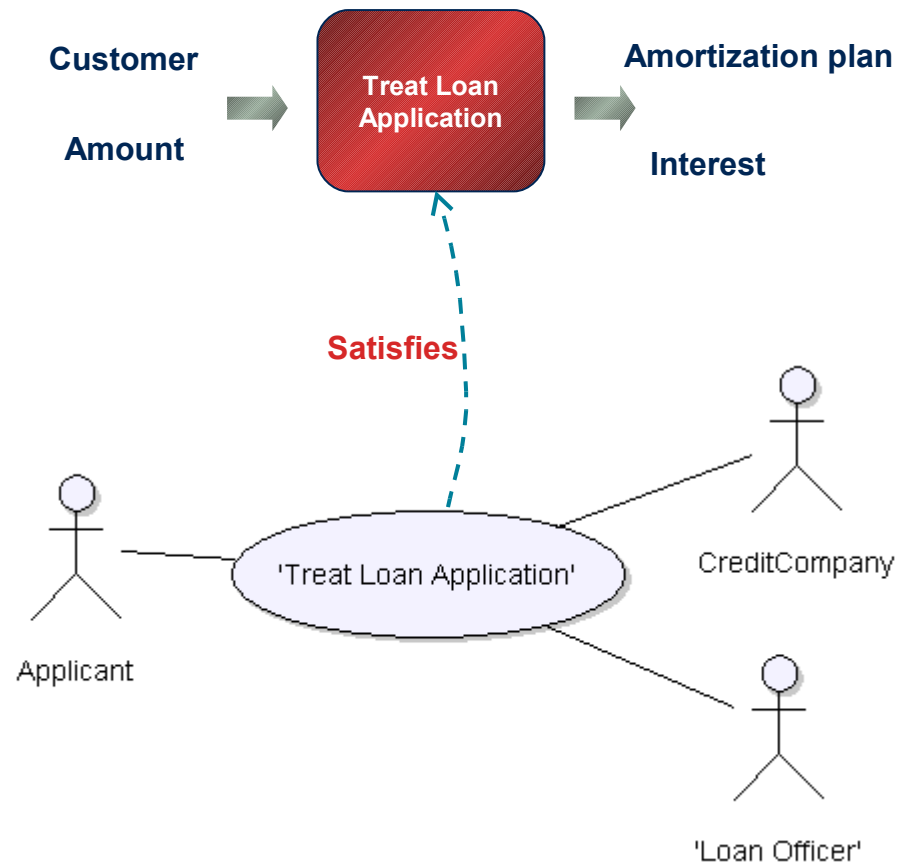 Customer
Amount
Treat Loan
Application
Amortization plan
Interest
Satisfies
CreditCompany
'Treat Loan Application'
Applicant
'Loan Officer'